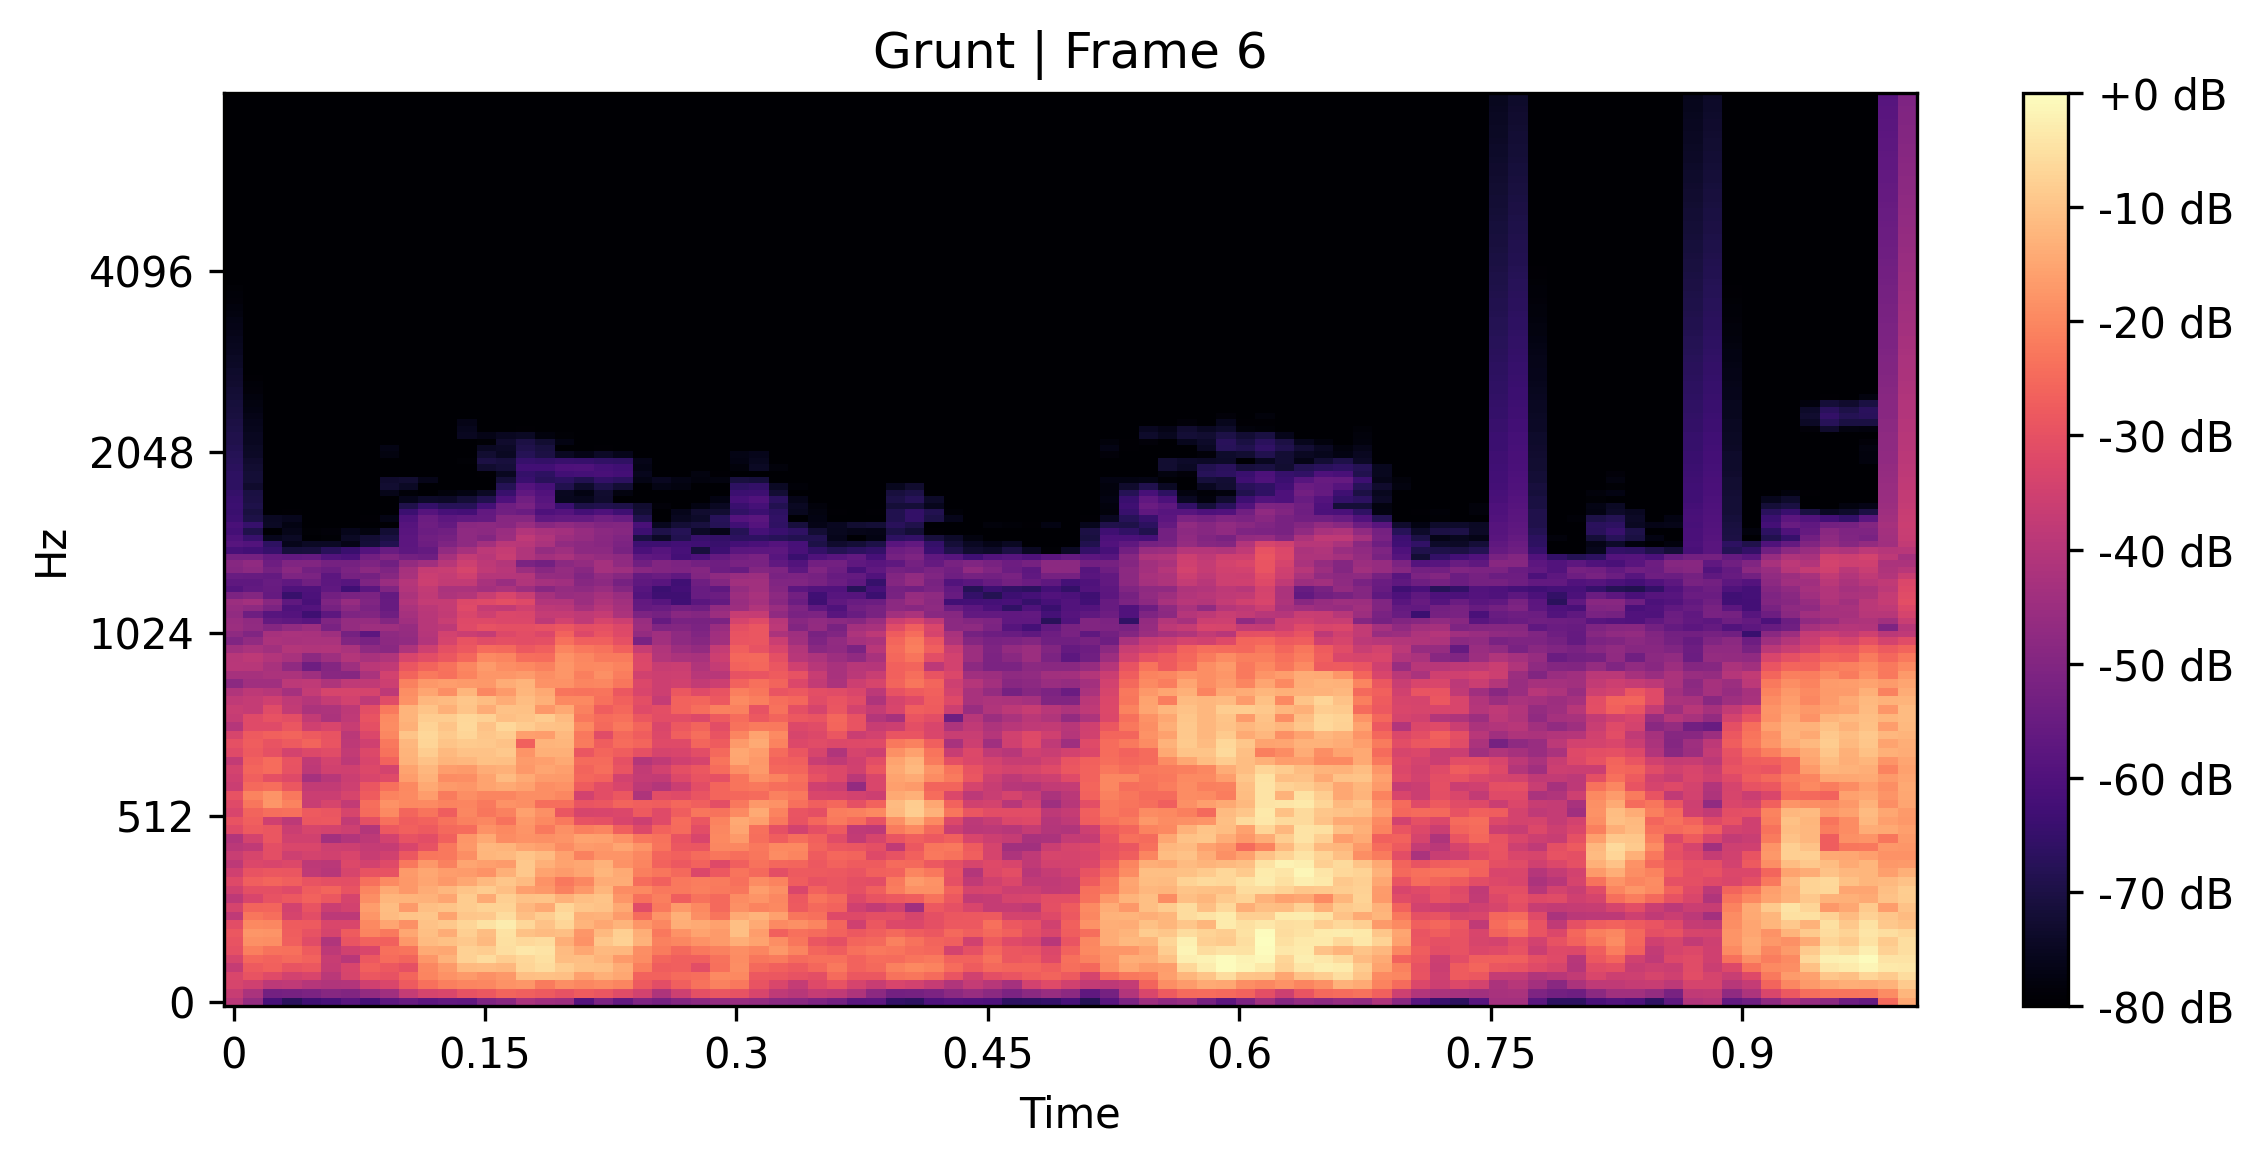 Grunt | Frame 6
Hz
4096
2048
1024
512
0
0 0.15 0.3 0.45 0.6 0.75 0.9
Time
+0 dB
-10 dB
-20 dB
-30 dB
-40 dB
-50 dB
-60 dB
-70 dB
-80 dB